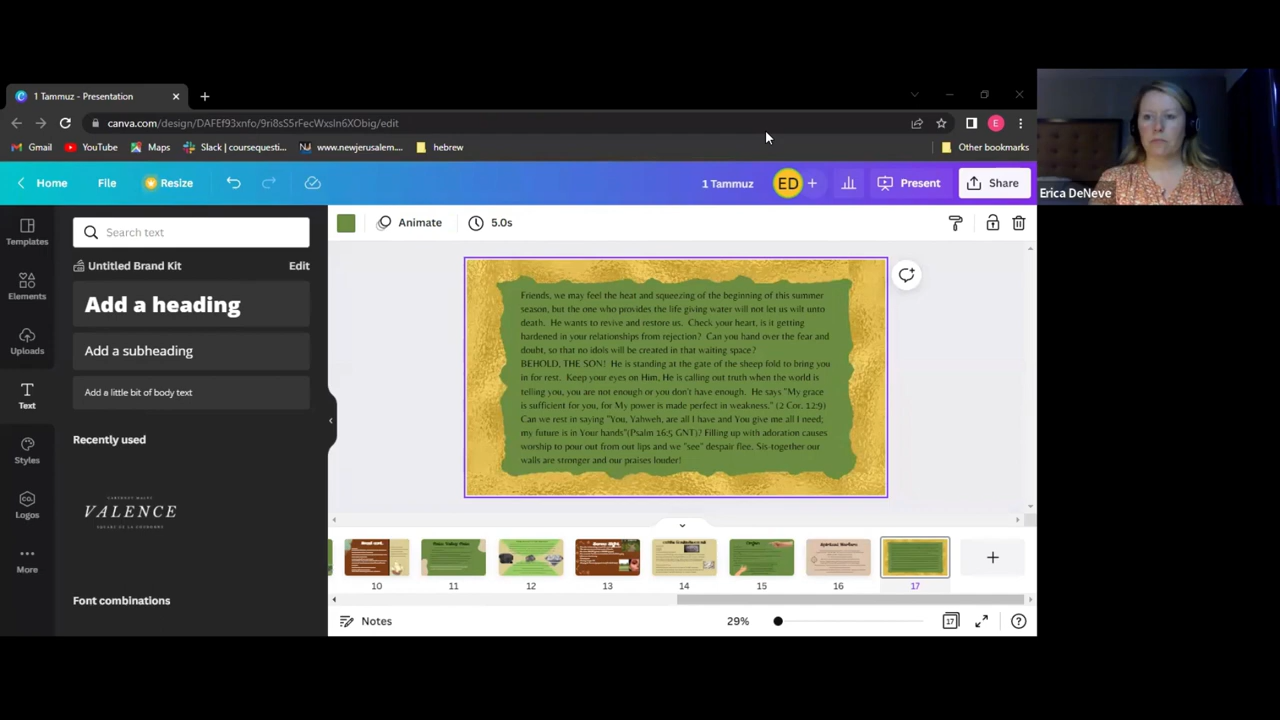 1 Tammuz - Presentation
canva.com/design/DAFEf93xnfo/9ri8sS5rFecWxsIn6XObig/edit
Gmail
YouTube
Maps
Slack | coursequesti...
www.newjerusalem....
hebrew
Other bookmarks
Home
File
Resize
1 Tammuz
ED
Present
Share
Erica DeNeve
Templates
Elements
Uploads
Text
Styles
Logos
More
Search text
Untitled Brand Kit
Edit
Add a heading
Add a subheading
Add a little bit of body text
Recently used
VALENCE
Font combinations
Animate
5.0s
Friends, we may feel the heat and squeezing of the beginning of this summer
season, but the one who provides the life giving water will not let us wilt unto
death. He wants to revive and restore us. Check your heart, is it getting
hardened in your relationships from rejection? Can you hand over the fear and
doubt, so that no idols will be created in that waiting space?
BEHOLD, THE SON! He is standing at the gate of the sheep fold to bring you
in for rest. Keep your eyes on Him, He is calling out truth when the world is
telling you, you are not enough or you don't have enough. He says "My grace
is sufficient for you, for My power is made perfect in weakness." (2 Cor. 12:9)
Can we rest in saying "You, Yahweh, are all I have and You give me all I need;
my future is in Your hands"(Psalm 16:5 GNT)? Filling up with adoration causes
worship to pour out from out lips and we "see" despair flee. Sis-together our
walls are stronger and our praises louder!
10
11
12
13
14
15
16
17
Notes
29%
17